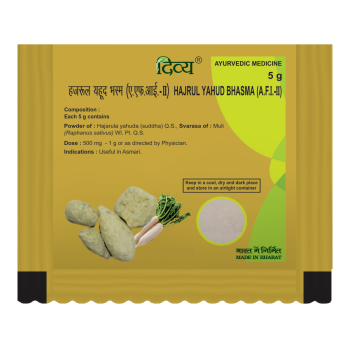 दिव्य®
AYURVEDIC MEDICINE
5 g
हजरूल यहूद भस्म (ए.एफ.आई.-II) HAJRUL YAHUD BHASMA (A.F.I.-II)
Composition :
Each 5 g contains
Powder of : Hajarula yahuda (suddha) Q.S., Svarasa of : Muli
(Raphanus sativus) Wl. Pl. Q.S.
Dose : 500 mg - 1 g or as directed by Physician.
Indications : Useful in Asmari.
Keep in a cool, dry and dark place
and store in an airtight container
भारत में निर्मित
MADE IN BHARAT